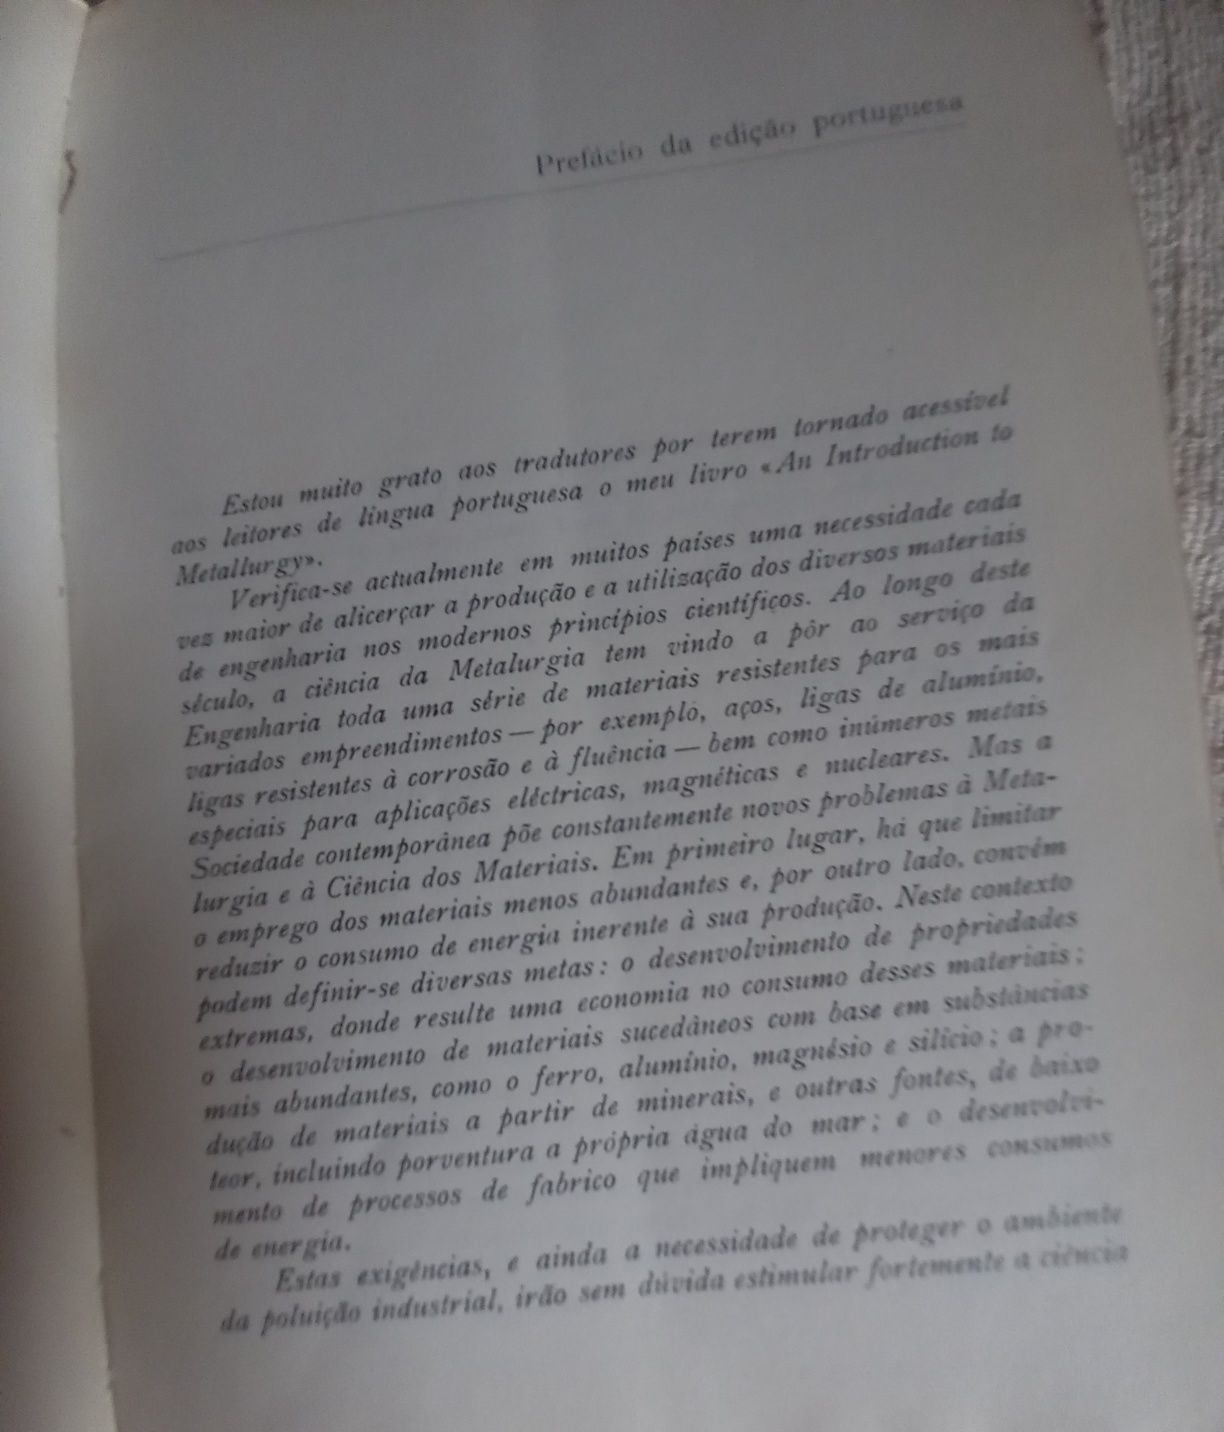 Prefácio da edição portuguesa
Estou muito grato aos tradutores por terem tornado acessível
aos leitores de língua portuguesa o meu livro «An Introduction to
Metallurgy».
Verifica-se actualmente em muitos países uma necessidade cada
vez maior de alicerçar a produção e a utilização dos diversos materiais
de engenharia nos modernos princípios científicos. Ao longo deste
século, a ciência da Metalurgia tem vindo a pôr ao serviço da
Engenharia toda uma série de materiais resistentes para os mais
variados empreendimentos — por exemplo, aços, ligas de alumínio,
ligas resistentes à corrosão e à fluência — bem como inúmeros metais
especiais para aplicações eléctricas, magnéticas e nucleares. Mas a
Sociedade contemporânea põe constantemente novos problemas à Meta-
lurgia e à Ciência dos Materiais. Em primeiro lugar, há que limitar
o emprego dos materiais menos abundantes e, por outro lado, convém
reduzir o consumo de energia inerente à sua produção. Neste contexto
podem definir-se diversas metas: o desenvolvimento de propriedades
extremas, donde resulte uma economia no consumo desses materiais;
o desenvolvimento de materiais sucedâneos com base em substâncias
mais abundantes, como o ferro, alumínio, magnésio e silício; a pro-
dução de materiais a partir de minerais, e outras fontes, de baixo
teor, incluindo porventura a própria água do mar; e o desenvolvi-
mento de processos de fabrico que impliquem menores consumos
de energia.
Estas exigências, e ainda a necessidade de proteger o ambiente
da poluição industrial, irão sem dúvida estimular fortemente a ciência